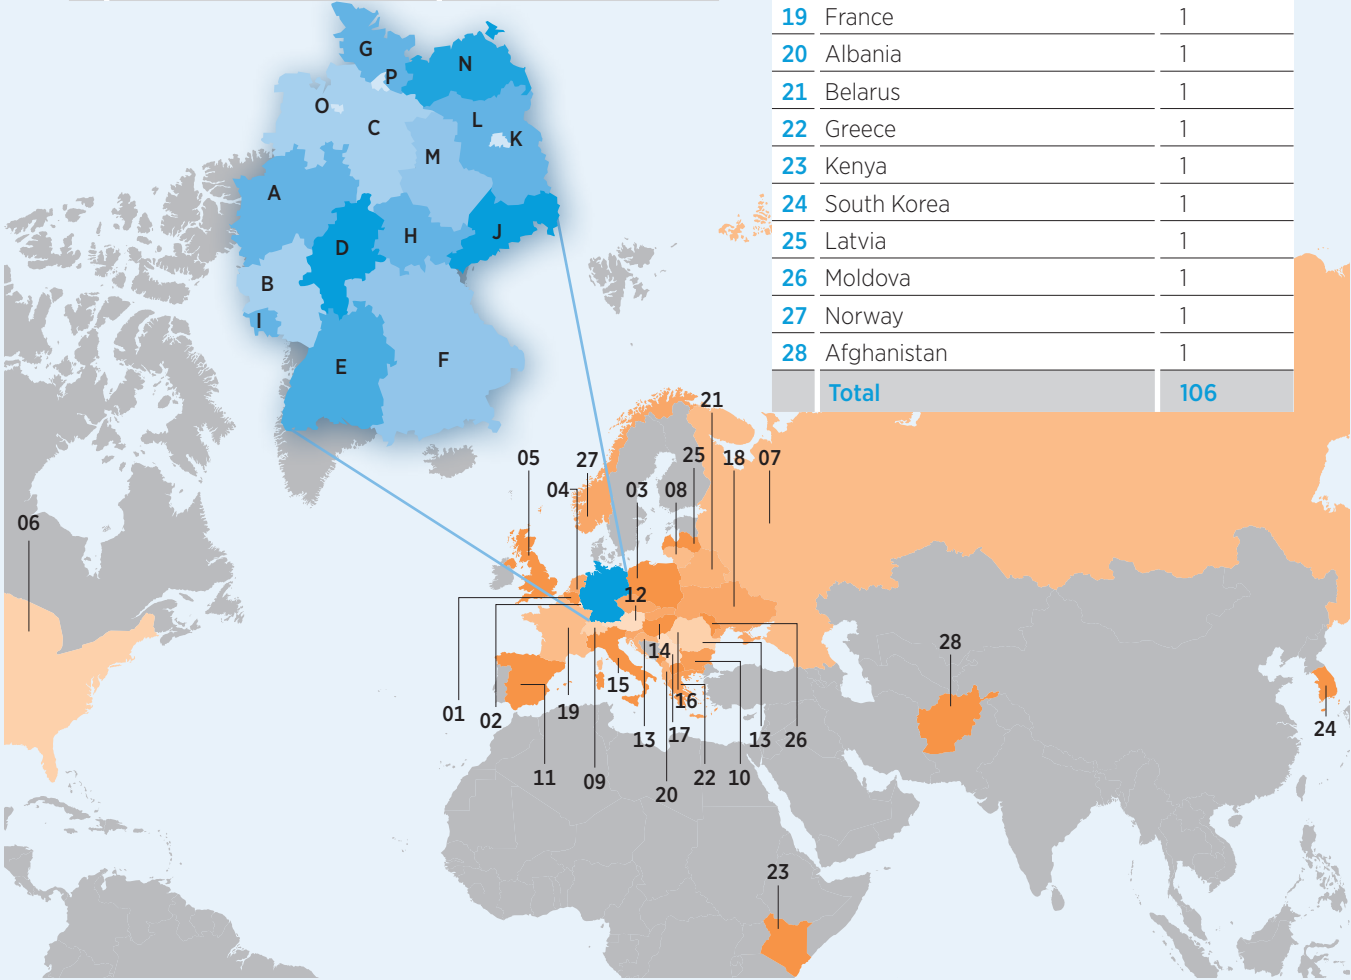 19 France 1
20 Albania 1
21 Belarus 1
22 Greece 1
23 Kenya 1
24 South Korea 1
25 Latvia 1
26 Moldova 1
27 Norway 1
28 Afghanistan 1
Total 106
G
N
P
O
L
C
K
M
A
H
J
D
B
I
E
F
21
05
27
25
18
07
04
03
08
06
12
28
14
15
16
01
02
19
13
17
13
26
24
11
09
22
10
20
23